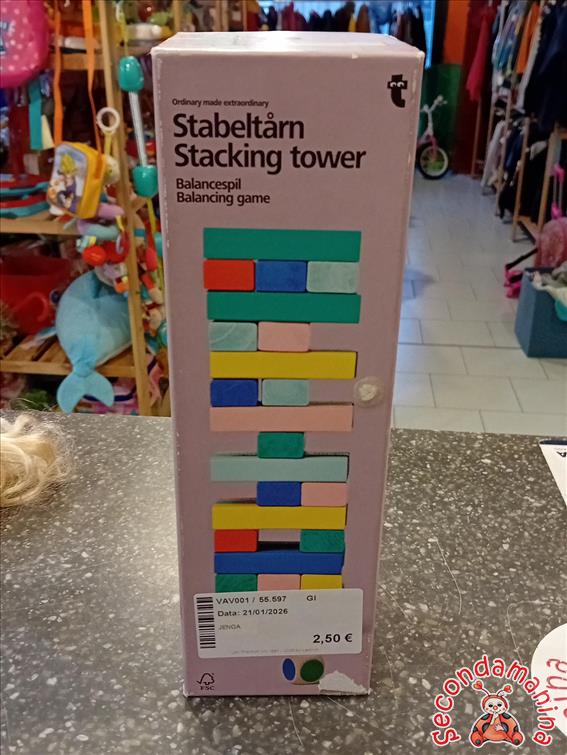 t
Ordinary made extraordinary
Stabeltårn
Stacking tower
Balancespil
Balancing game
VAV001 / 55.597 GI
Data: 21/01/2026
JENGA
2,50 €
FSC
Secondamanina